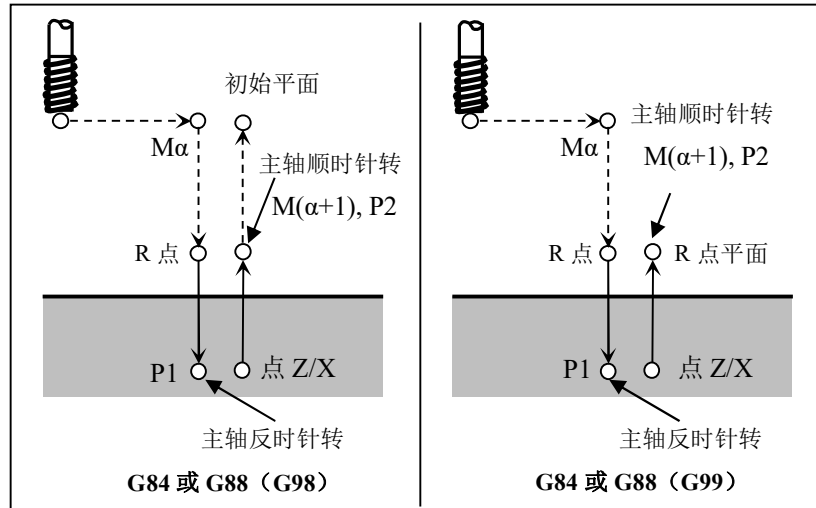 初始平面
Mα
主轴顺时针转
M(α+1), P2
R 点
P1
点 Z/X
主轴反时针转
G84 或 G88（G98）
主轴顺时针转
Mα
M(α+1), P2
R 点
R 点平面
P1
点 Z/X
主轴反时针转
G84 或 G88（G99）